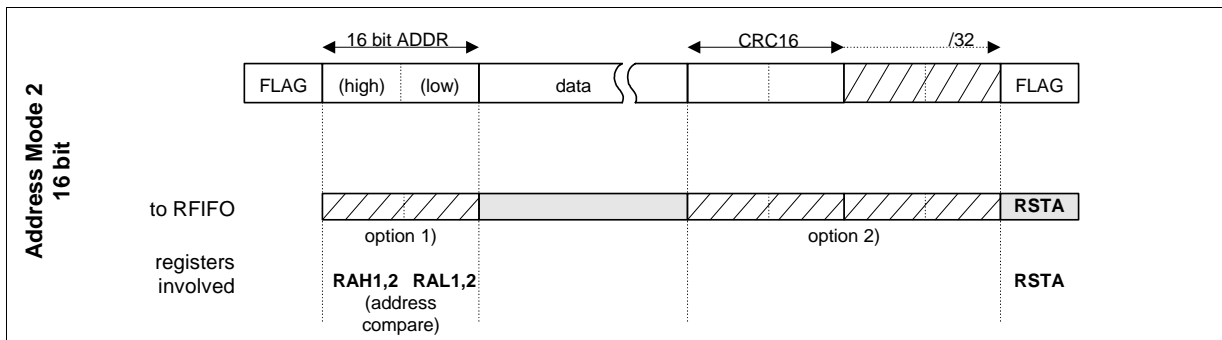 Address Mode 2
16 bit
16 bit ADDR CRC16 /32
FLAG (high) (low) data FLAG
to RFIFO RSTA
option 1) option 2)
registers
involved
RAH1,2 RAL1,2 RSTA
(address
compare)